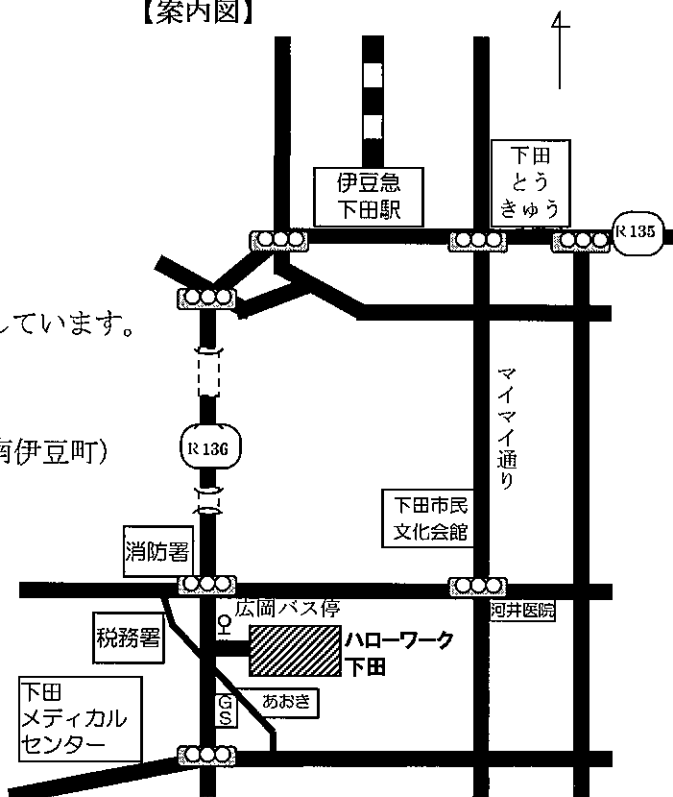 【案内図】
下田
とう
きゅう
伊豆急
下田駅
R 135
しています。
マイマイ通り
南伊豆町）
R 136
下田市民
文化会館
消防署
広岡バス停
河井医院
税務署
ハローワーク
下田
下田
メディカル
センター
GS
あおき